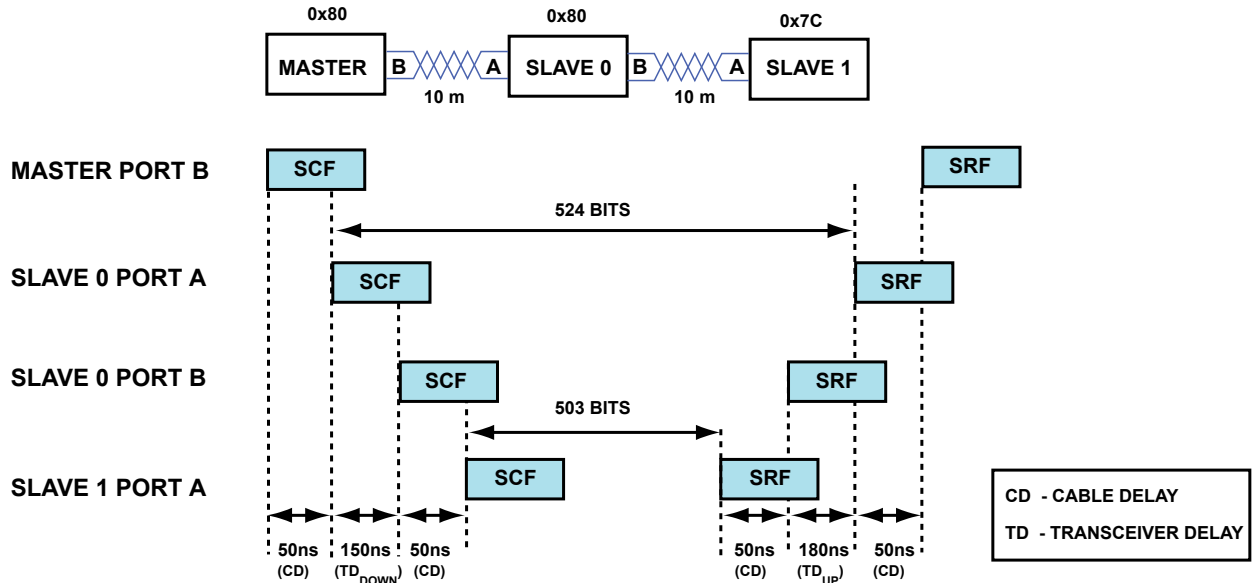 0x80 0x80 0x7C
MASTER B A SLAVE 0 B A SLAVE 1
10 m 10 m
MASTER PORT B SCF SRF
524 BITS
SLAVE 0 PORT A SCF SRF
SLAVE 0 PORT B SCF SRF
503 BITS
SLAVE 1 PORT A SCF SRF
50ns 150ns 50ns 50ns 180ns 50ns
(CD) (TDDOWN) (CD) (CD) (TDUP) (CD)
CD - CABLE DELAY
TD - TRANSCEIVER DELAY